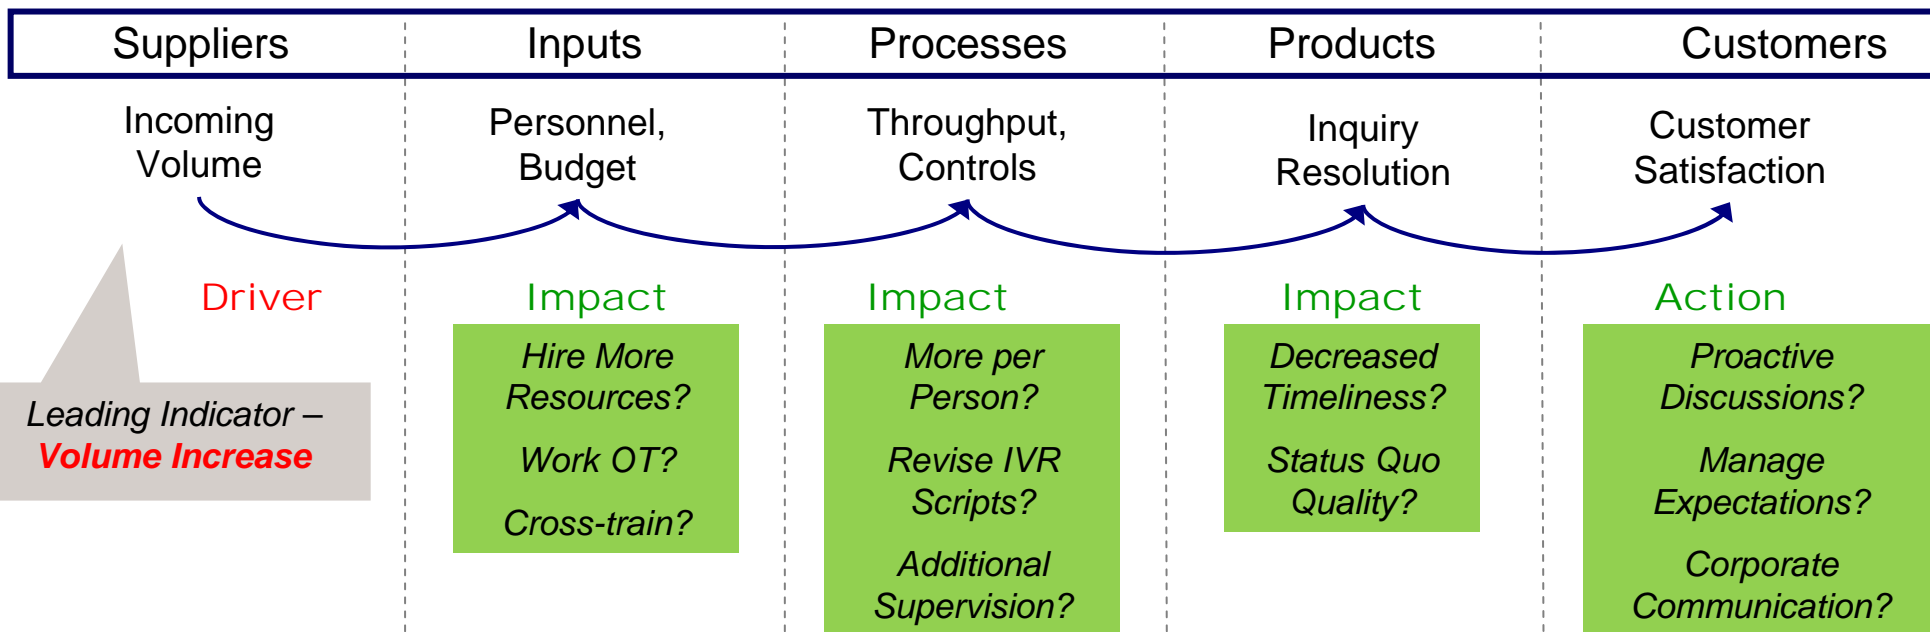 Suppliers
Inputs
Processes
Products
Customers
Incoming
Volume
Personnel,
Budget
Throughput,
Controls
Inquiry
Resolution
Customer
Satisfaction
Driver
Impact
Impact
Impact
Action
Leading Indicator –
Volume Increase
Hire More
Resources?
Work OT?
Cross-train?
More per
Person?
Revise IVR
Scripts?
Additional
Supervision?
Decreased
Timeliness?
Status Quo
Quality?
Proactive
Discussions?
Manage
Expectations?
Corporate
Communication?